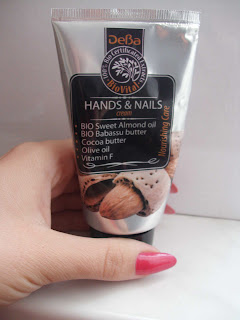 DeBa
BioVital
HANDS & NAILS
cream
BIO Sweet Almond oil
BIO Babassu butter
Cocoa butter
Olive oil
Vitamin F
Nourishing Care